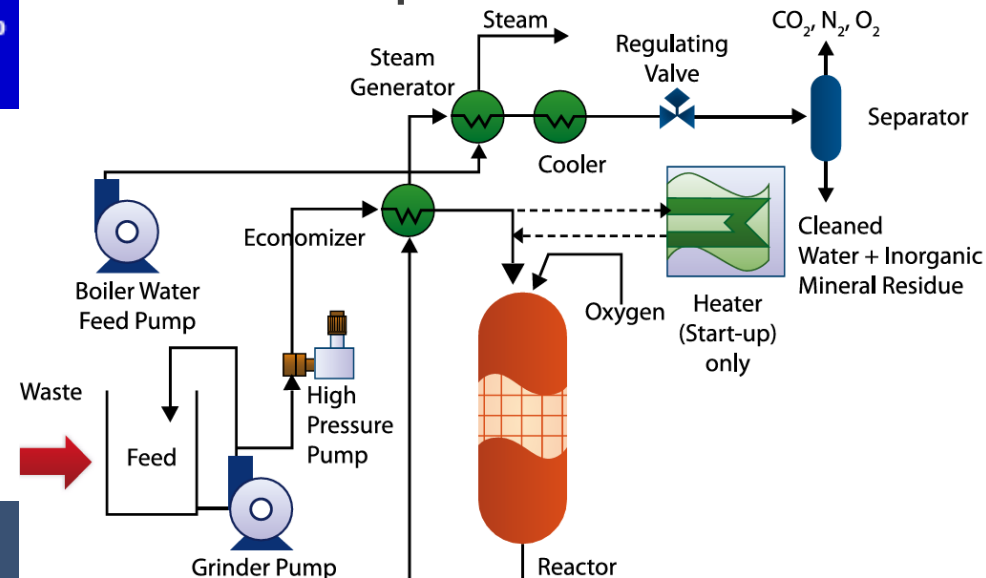 Steam
CO₂, N₂, O₂
Regulating
Valve
Steam
Generator
Separator
Cooler
Economizer
Cleaned
Water + Inorganic
Mineral Residue
Boiler Water
Feed Pump
Oxygen
Heater
(Start-up)
only
Waste
High
Pressure
Pump
Feed
Grinder Pump
Reactor